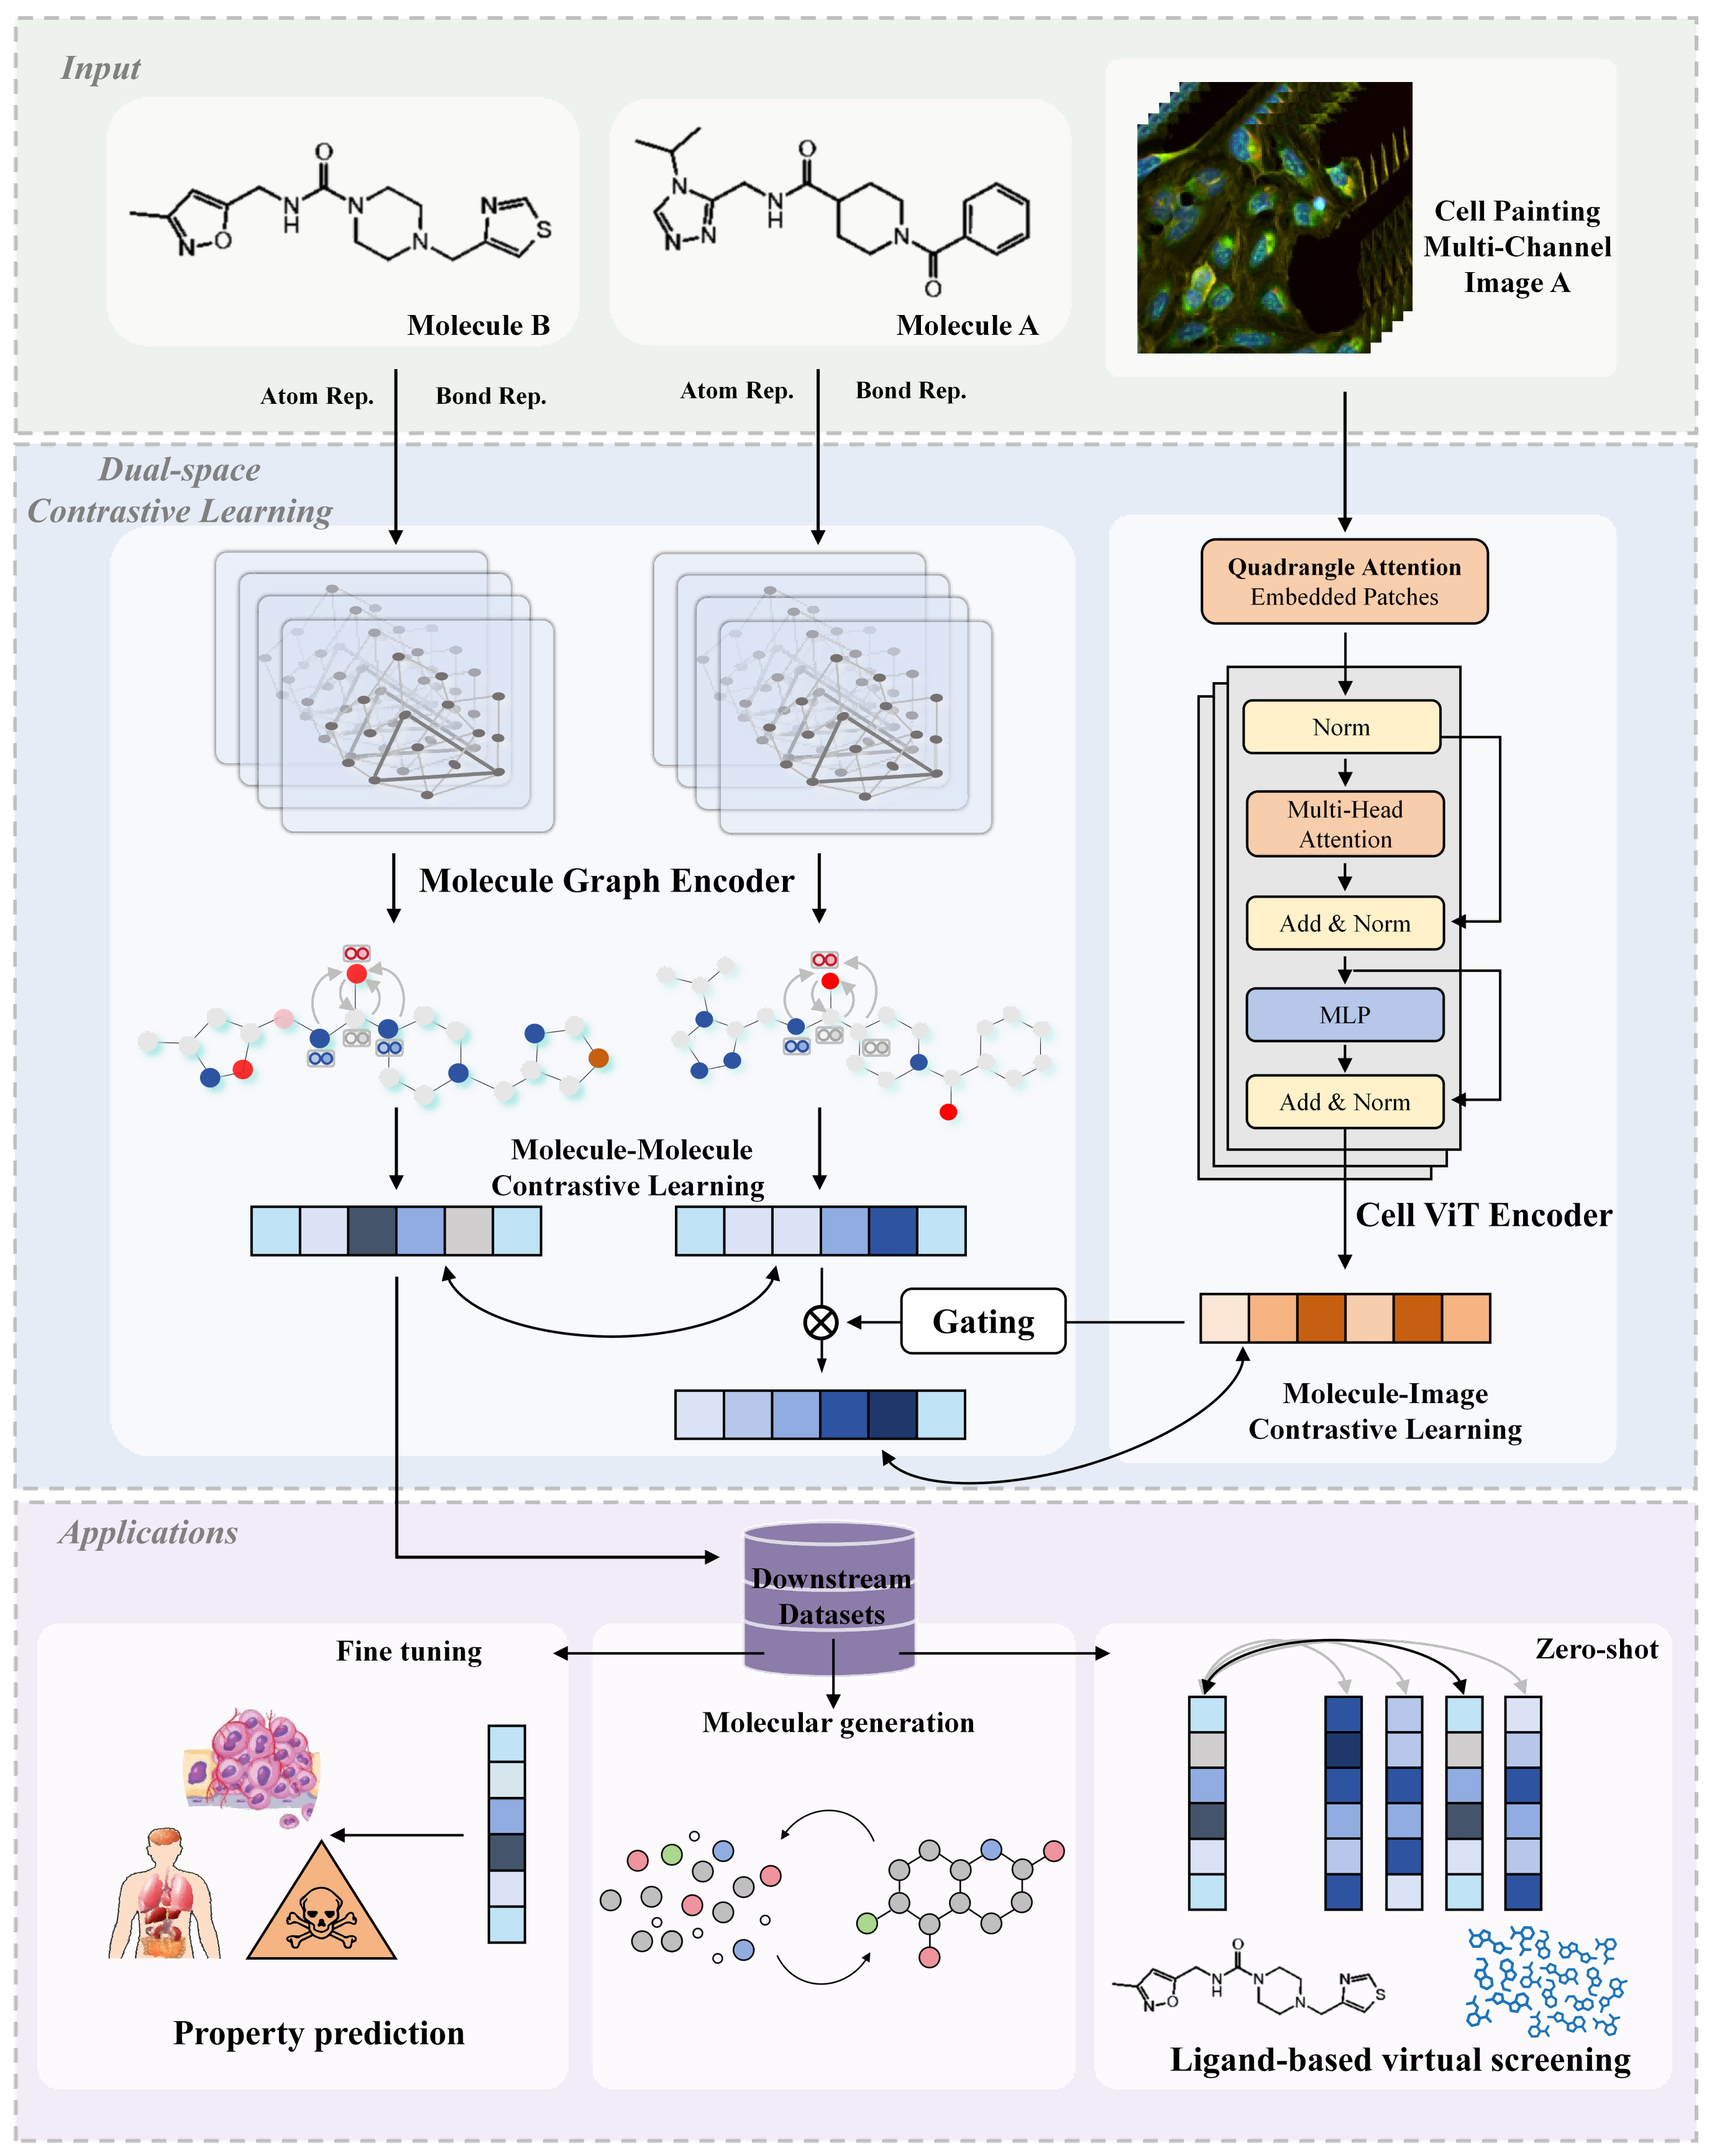 Input
O
N
H
N
N
O
N
N
S
Molecule B
N
N
N
N
H
O
N
O
Molecule A
Cell Painting
Multi-Channel
Image A
Atom Rep.
Bond Rep.
Atom Rep.
Bond Rep.
Dual-space
Contrastive Learning
Quadrangle Attention
Embedded Patches
Norm
Multi-Head
Attention
Add & Norm
MLP
Add & Norm
Molecule Graph Encoder
Molecule-Molecule
Contrastive Learning
Cell ViT Encoder
Gating
Molecule-Image
Contrastive Learning
Applications
Downstream
Datasets
Fine tuning
Molecular generation
Zero-shot
Property prediction
O
N
H
N
N
O
N
N
S
Ligand-based virtual screening